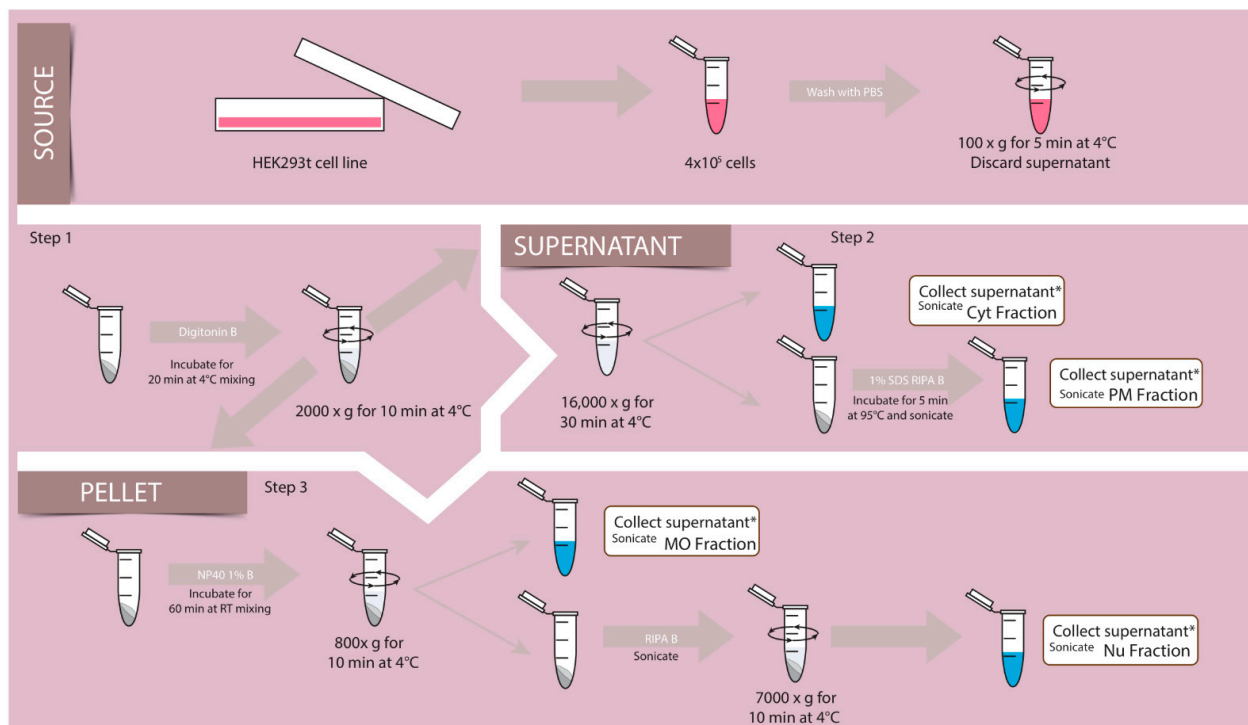 SOURCE
HEK293t cell line
4x10⁵ cells
Wash with PBS
100 x g for 5 min at 4°C
Discard supernatant
Step 1
Digitonin B
Incubate for
20 min at 4°C mixing
2000 x g for 10 min at 4°C
SUPERNATANT
Step 2
16,000 x g for
30 min at 4°C
Collect supernatant*
Sonicate Cyt Fraction
1% SDS RIPA B
Incubate for 5 min
at 95°C and sonicate
Collect supernatant*
Sonicate PM Fraction
PELLET
Step 3
NP40 1% B
Incubate for
60 min at RT mixing
800x g for
10 min at 4°C
Collect supernatant*
Sonicate MO Fraction
RIPA B
Sonicate
7000 x g for
10 min at 4°C
Collect supernatant*
Sonicate Nu Fraction